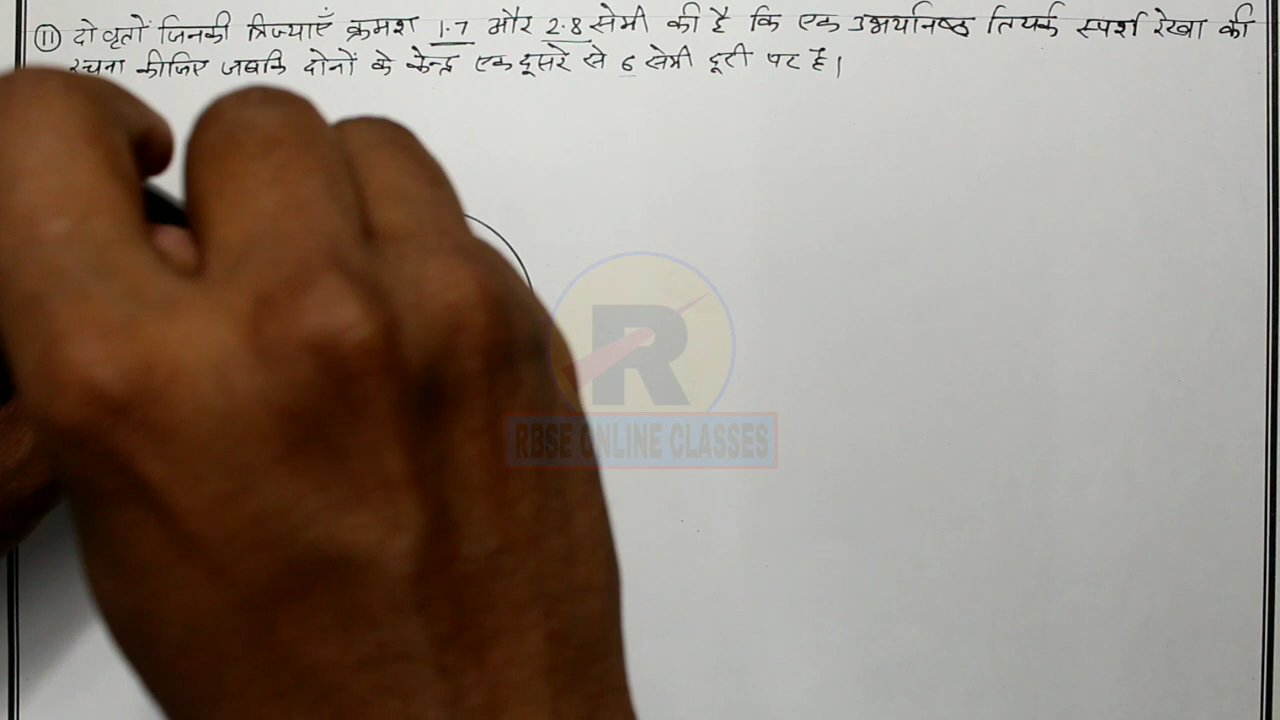 ⑪ दो वृतों जिनकी त्रिज्याएँ क्रमश 1.7 और 2.8 सेमी की है कि एक उभयनिष्ठ तिर्यक स्पर्श रेखा की
रचना कीजिए जबकि दोनों के केन्द्र एक दूसरे से 6 सेमी दूरी पर है।
R
RBSE ONLINE CLASSES